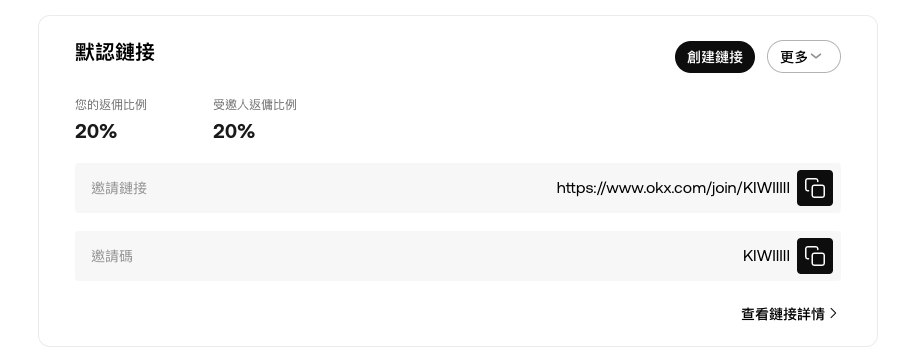 默認鏈接
創建鏈接
更多
您的返佣比例
受邀人返傭比例
20%
20%
邀請鏈接
https://www.okx.com/join/KIWIIIII
邀請碼
KIWIIIII
查看鏈接詳情